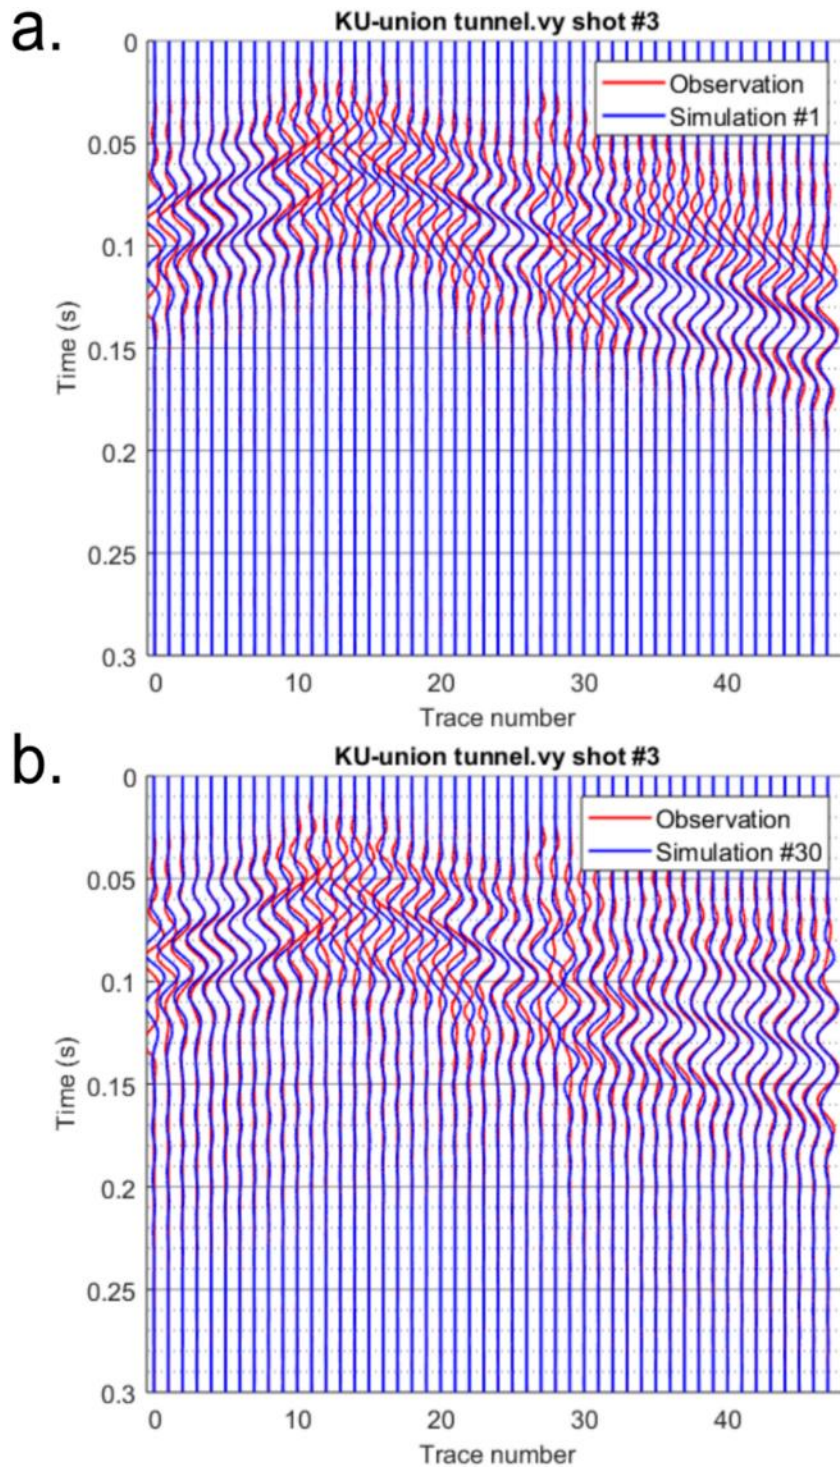 a.
KU-union tunnel.vy shot #3
Observation
Simulation #1
0
0.05
0.1
0.15
0.2
0.25
0.3
Time (s)
0 10 20 30 40
Trace number
b.
KU-union tunnel.vy shot #3
Observation
Simulation #30
0
0.05
0.1
0.15
0.2
0.25
0.3
Time (s)
0 10 20 30 40
Trace number